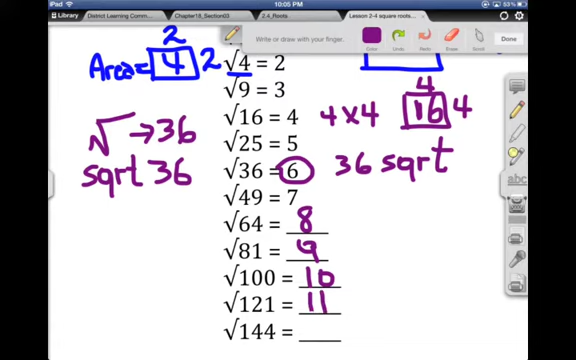 iPad
10:05 PM
53%
District Learning Comm...
Chapter18_Section03
2.4_Roots
Lesson 2-4 square roots...
Write or draw with your finger.
Color
Undo
Redo
Erase
Scroll
Done
2
Area= 4 2
√4 = 2
√9 = 3
√16 = 4
√25 = 5
√36 = 6
√49 = 7
√64 = 8
√81 = 9
√100 = 10
√121 = 11
√144 = ___
√ → 36
sqrt 36
4
4 x 4 16 4
36 sqrt
abc